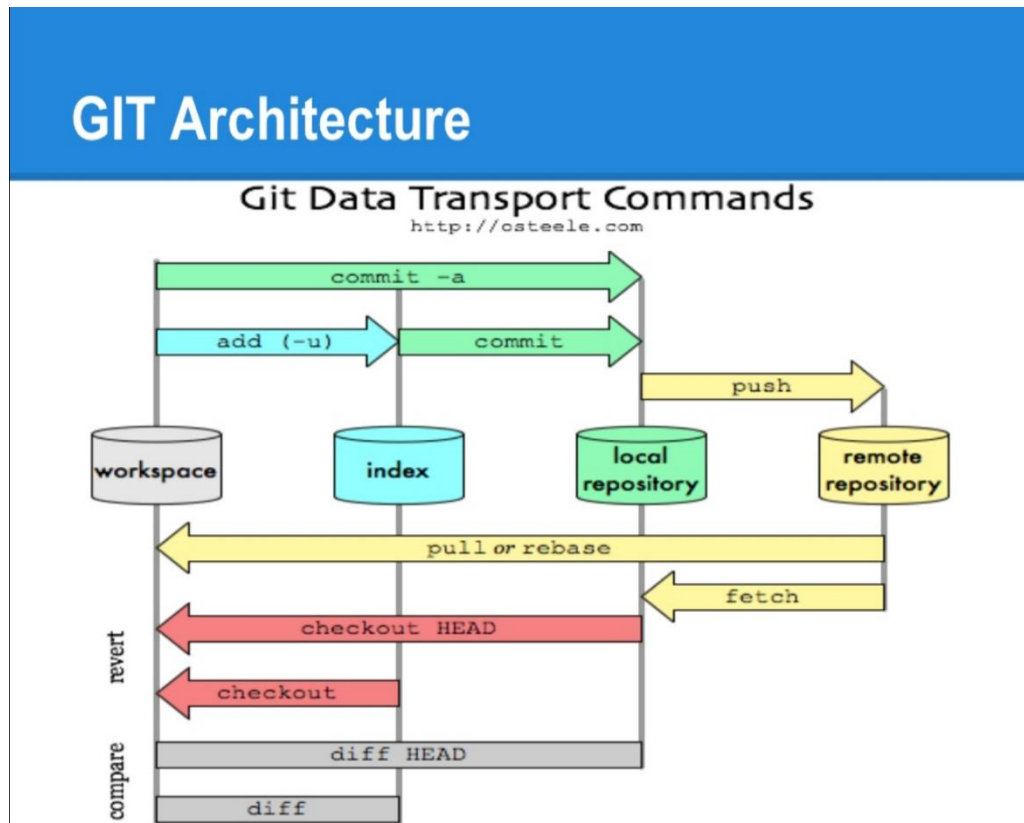 GIT Architecture
Git Data Transport Commands
http://osteele.com
commit -a
add (-u)
commit
push
workspace
index
local
repository
remote
repository
pull or rebase
fetch
revert
checkout HEAD
checkout
compare
diff HEAD
diff